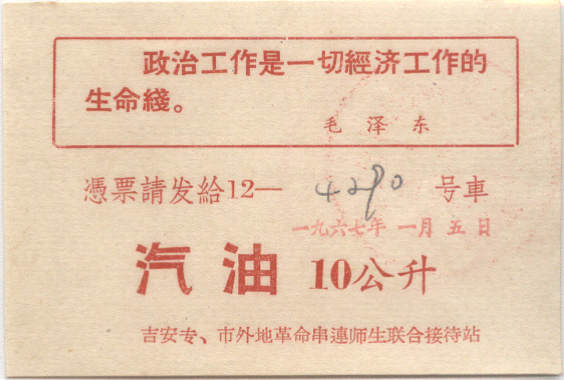 政治工作是一切經济工作的
生命綫。
毛泽东
憑票請发給12— 4290 号車
一九六七年 一月 五日
汽油 10公升
吉安专、市外地革命串連师生联合接待站